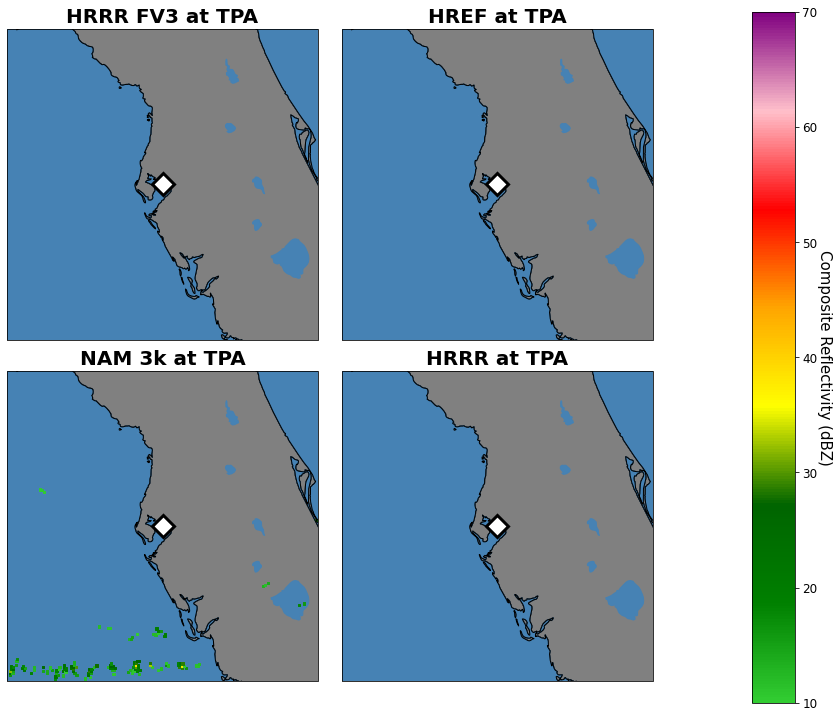 HRRR FV3 at TPA
HREF at TPA
NAM 3k at TPA
HRRR at TPA
70
60
50
40
30
20
10
Composite Reflectivity (dBZ)